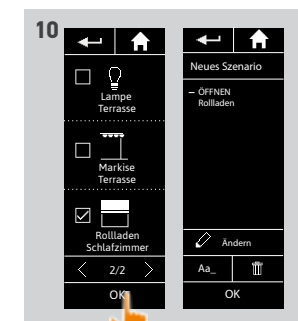 10
Lampe
Terrasse
Markise
Terrasse
Rollladen
Schlafzimmer
2/2
OK
Neues Szenario
– ÖFFNEN
Rollladen
Ändern
Aa_
OK